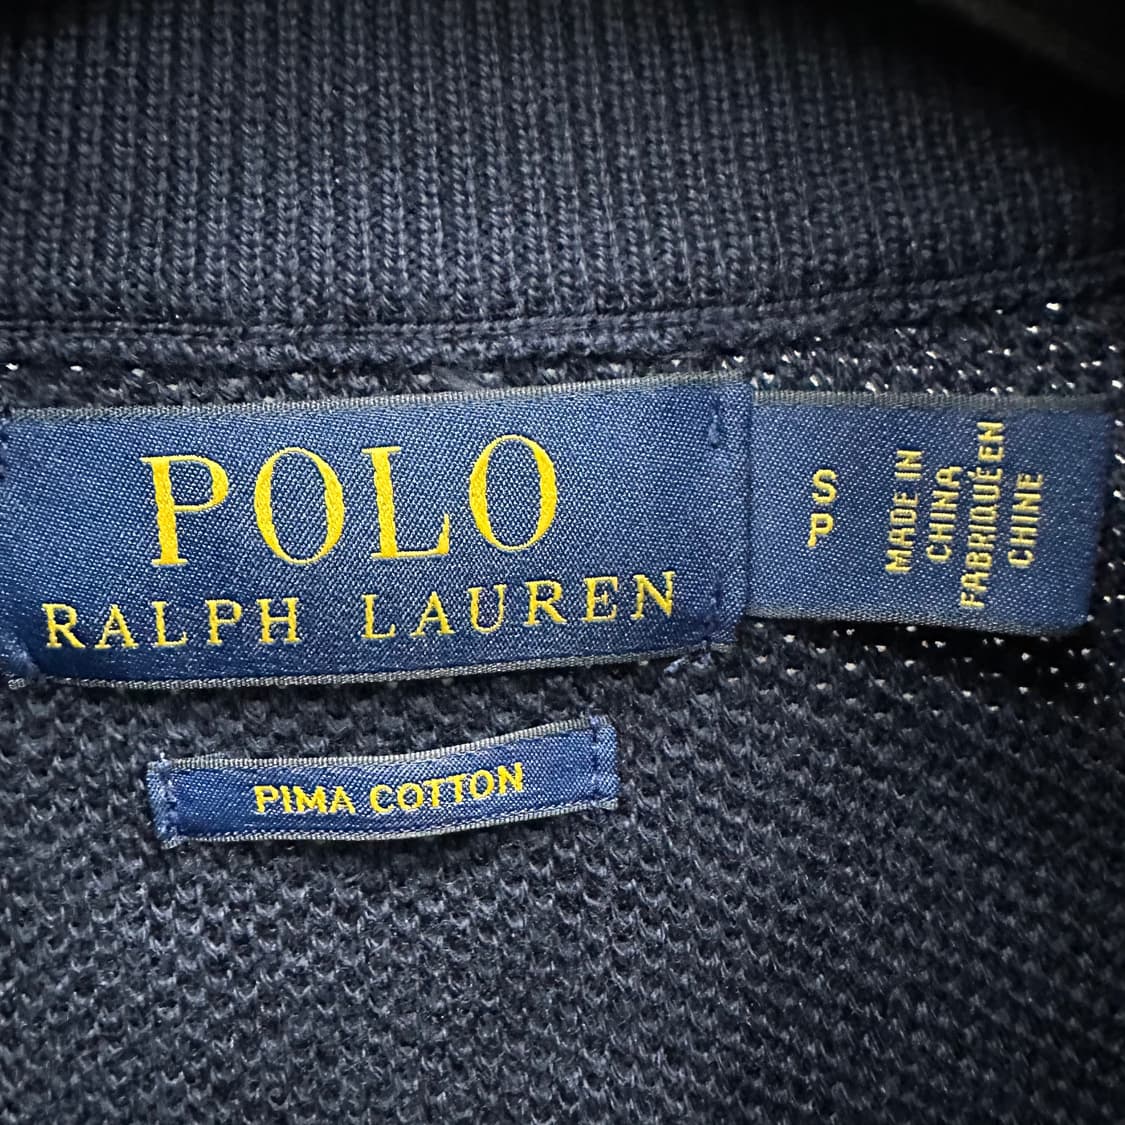 POLO
RALPH LAUREN
S
P
MADE IN
CHINA
FABRIQUÉ EN
CHINE
PIMA COTTON